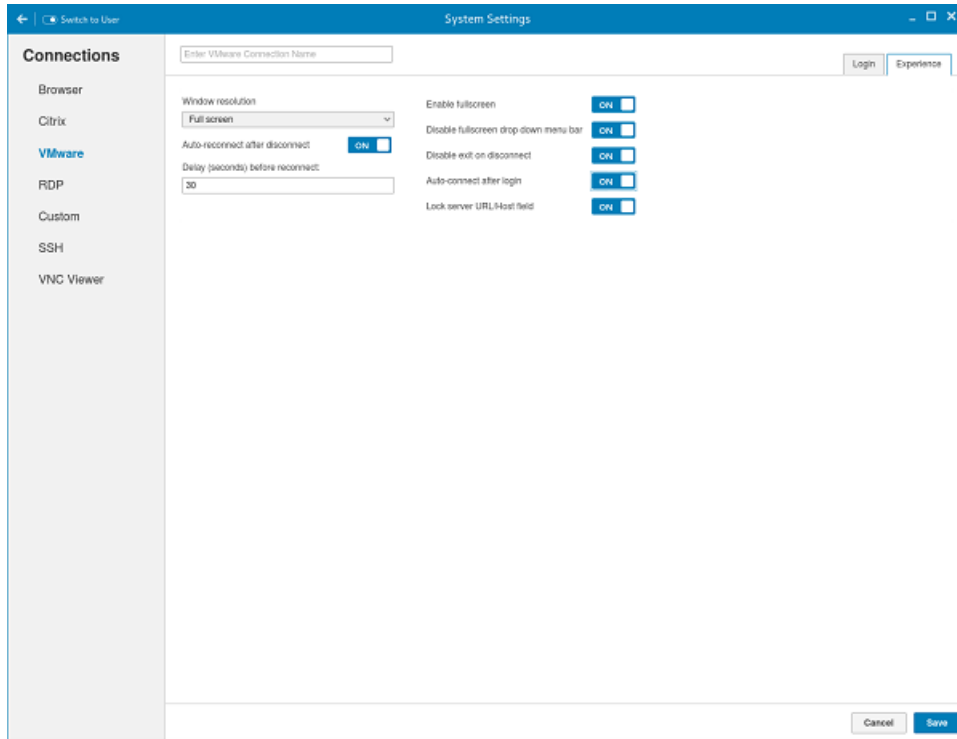 Switch to User
System Settings
Connections
Browser
Citrix
VMware
RDP
Custom
SSH
VNC Viewer
Enter VMware Connection Name
Login
Experience
Window resolution
Full screen
Auto-reconnect after disconnect
ON
Delay (seconds) before reconnect:
30
Enable fullscreen
ON
Disable fullscreen drop down menu bar
ON
Disable exit on disconnect
ON
Auto-connect after login
ON
Lock server URL/Host field
ON
Cancel
Save